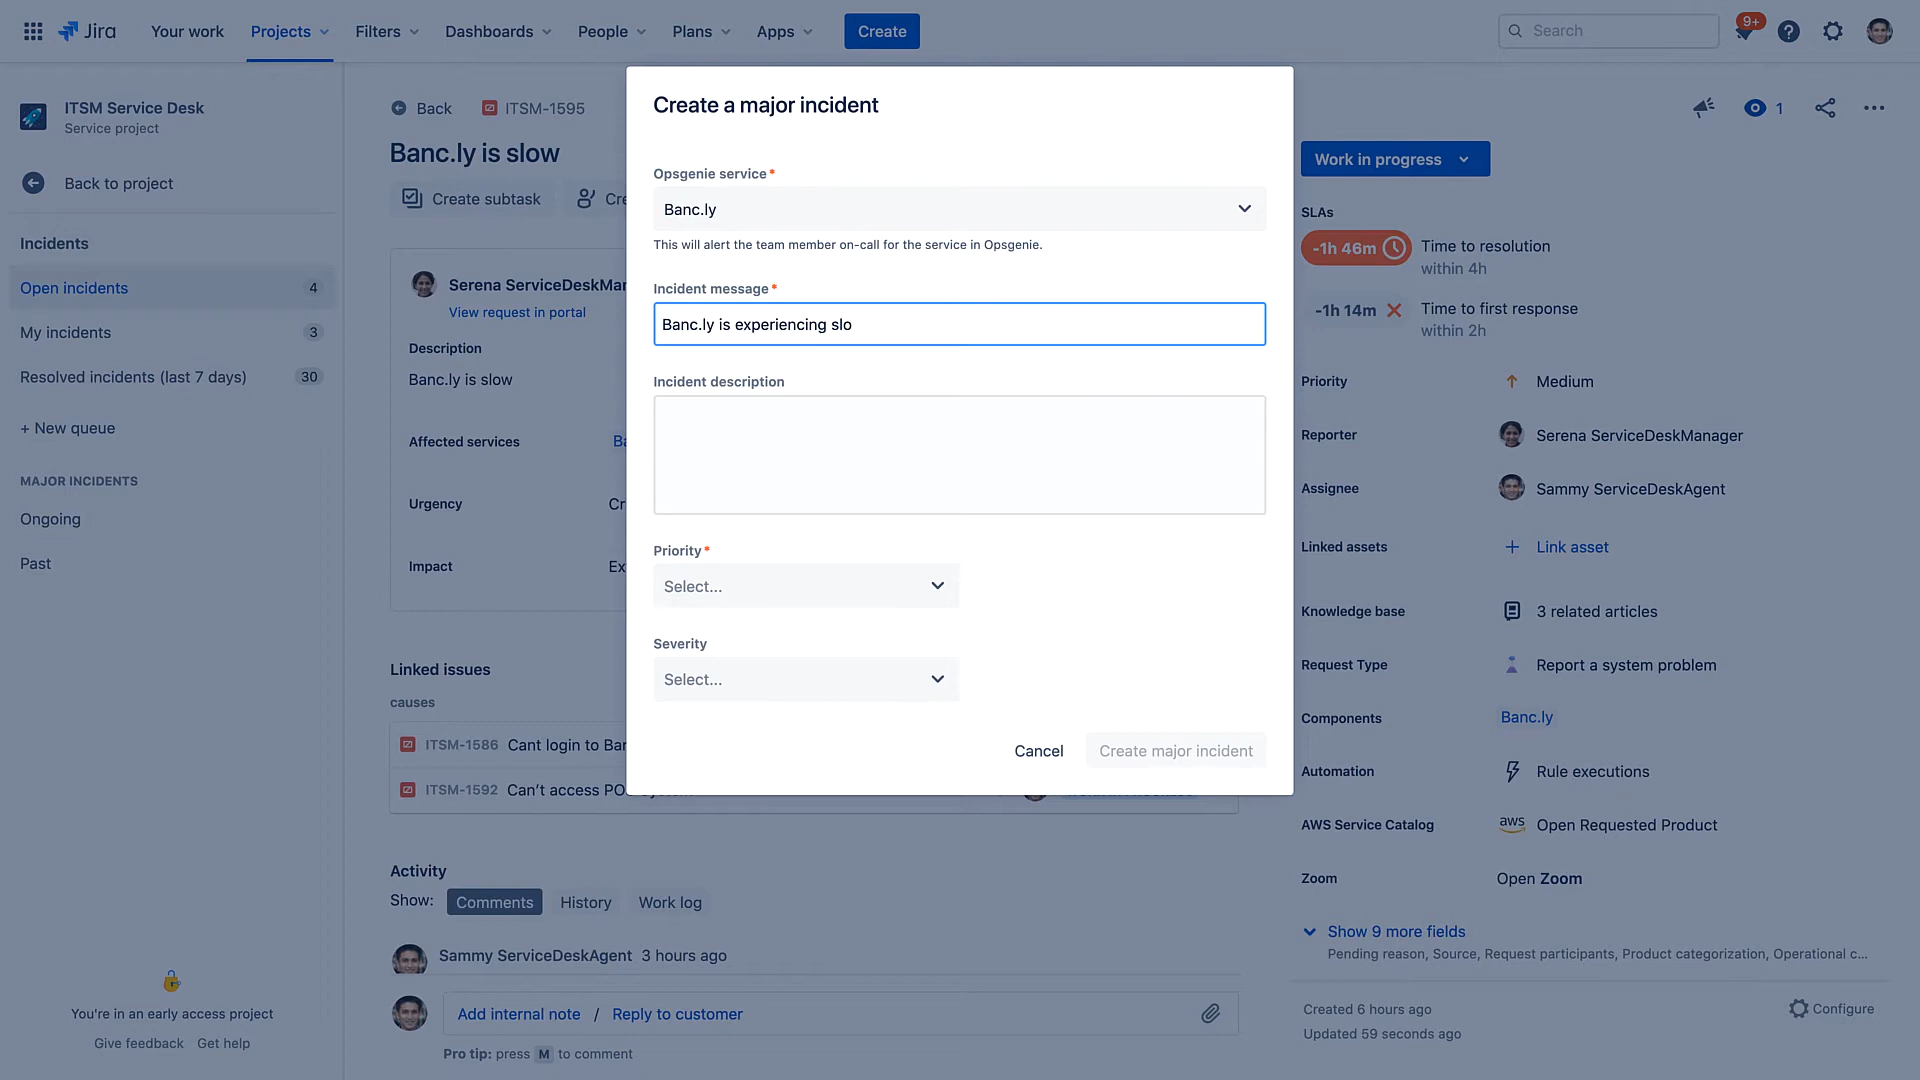 Jira
Your work
Projects
Filters
Dashboards
People
Plans
Apps
Create
Search
9+
ITSM Service Desk
Service project
Back to project
Incidents
Open incidents 4
My incidents 3
Resolved incidents (last 7 days) 30
+ New queue
MAJOR INCIDENTS
Ongoing
Past
You're in an early access project
Give feedback Get help
Back ITSM-1595
Banc.ly is slow
Create subtask
Serena ServiceDeskMan
View request in portal
Description
Banc.ly is slow
Affected services
Urgency
Impact
Linked issues
causes
ITSM-1586 Cant login to Ban
ITSM-1592 Can't access PO
Activity
Show: Comments History Work log
Sammy ServiceDeskAgent 3 hours ago
Add internal note / Reply to customer
Pro tip: press M to comment
Create a major incident
Opsgenie service*
Banc.ly
This will alert the team member on-call for the service in Opsgenie.
Incident message*
Banc.ly is experiencing slo
Incident description
Priority*
Select...
Severity
Select...
Cancel Create major incident
1
Work in progress
SLAs
-1h 46m Time to resolution
within 4h
-1h 14m Time to first response
within 2h
Priority Medium
Reporter Serena ServiceDeskManager
Assignee Sammy ServiceDeskAgent
Linked assets Link asset
Knowledge base 3 related articles
Request Type Report a system problem
Components Banc.ly
Automation Rule executions
AWS Service Catalog aws Open Requested Product
Zoom Open Zoom
Show 9 more fields
Pending reason, Source, Request participants, Product categorization, Operational c...
Created 6 hours ago Configure
Updated 59 seconds ago